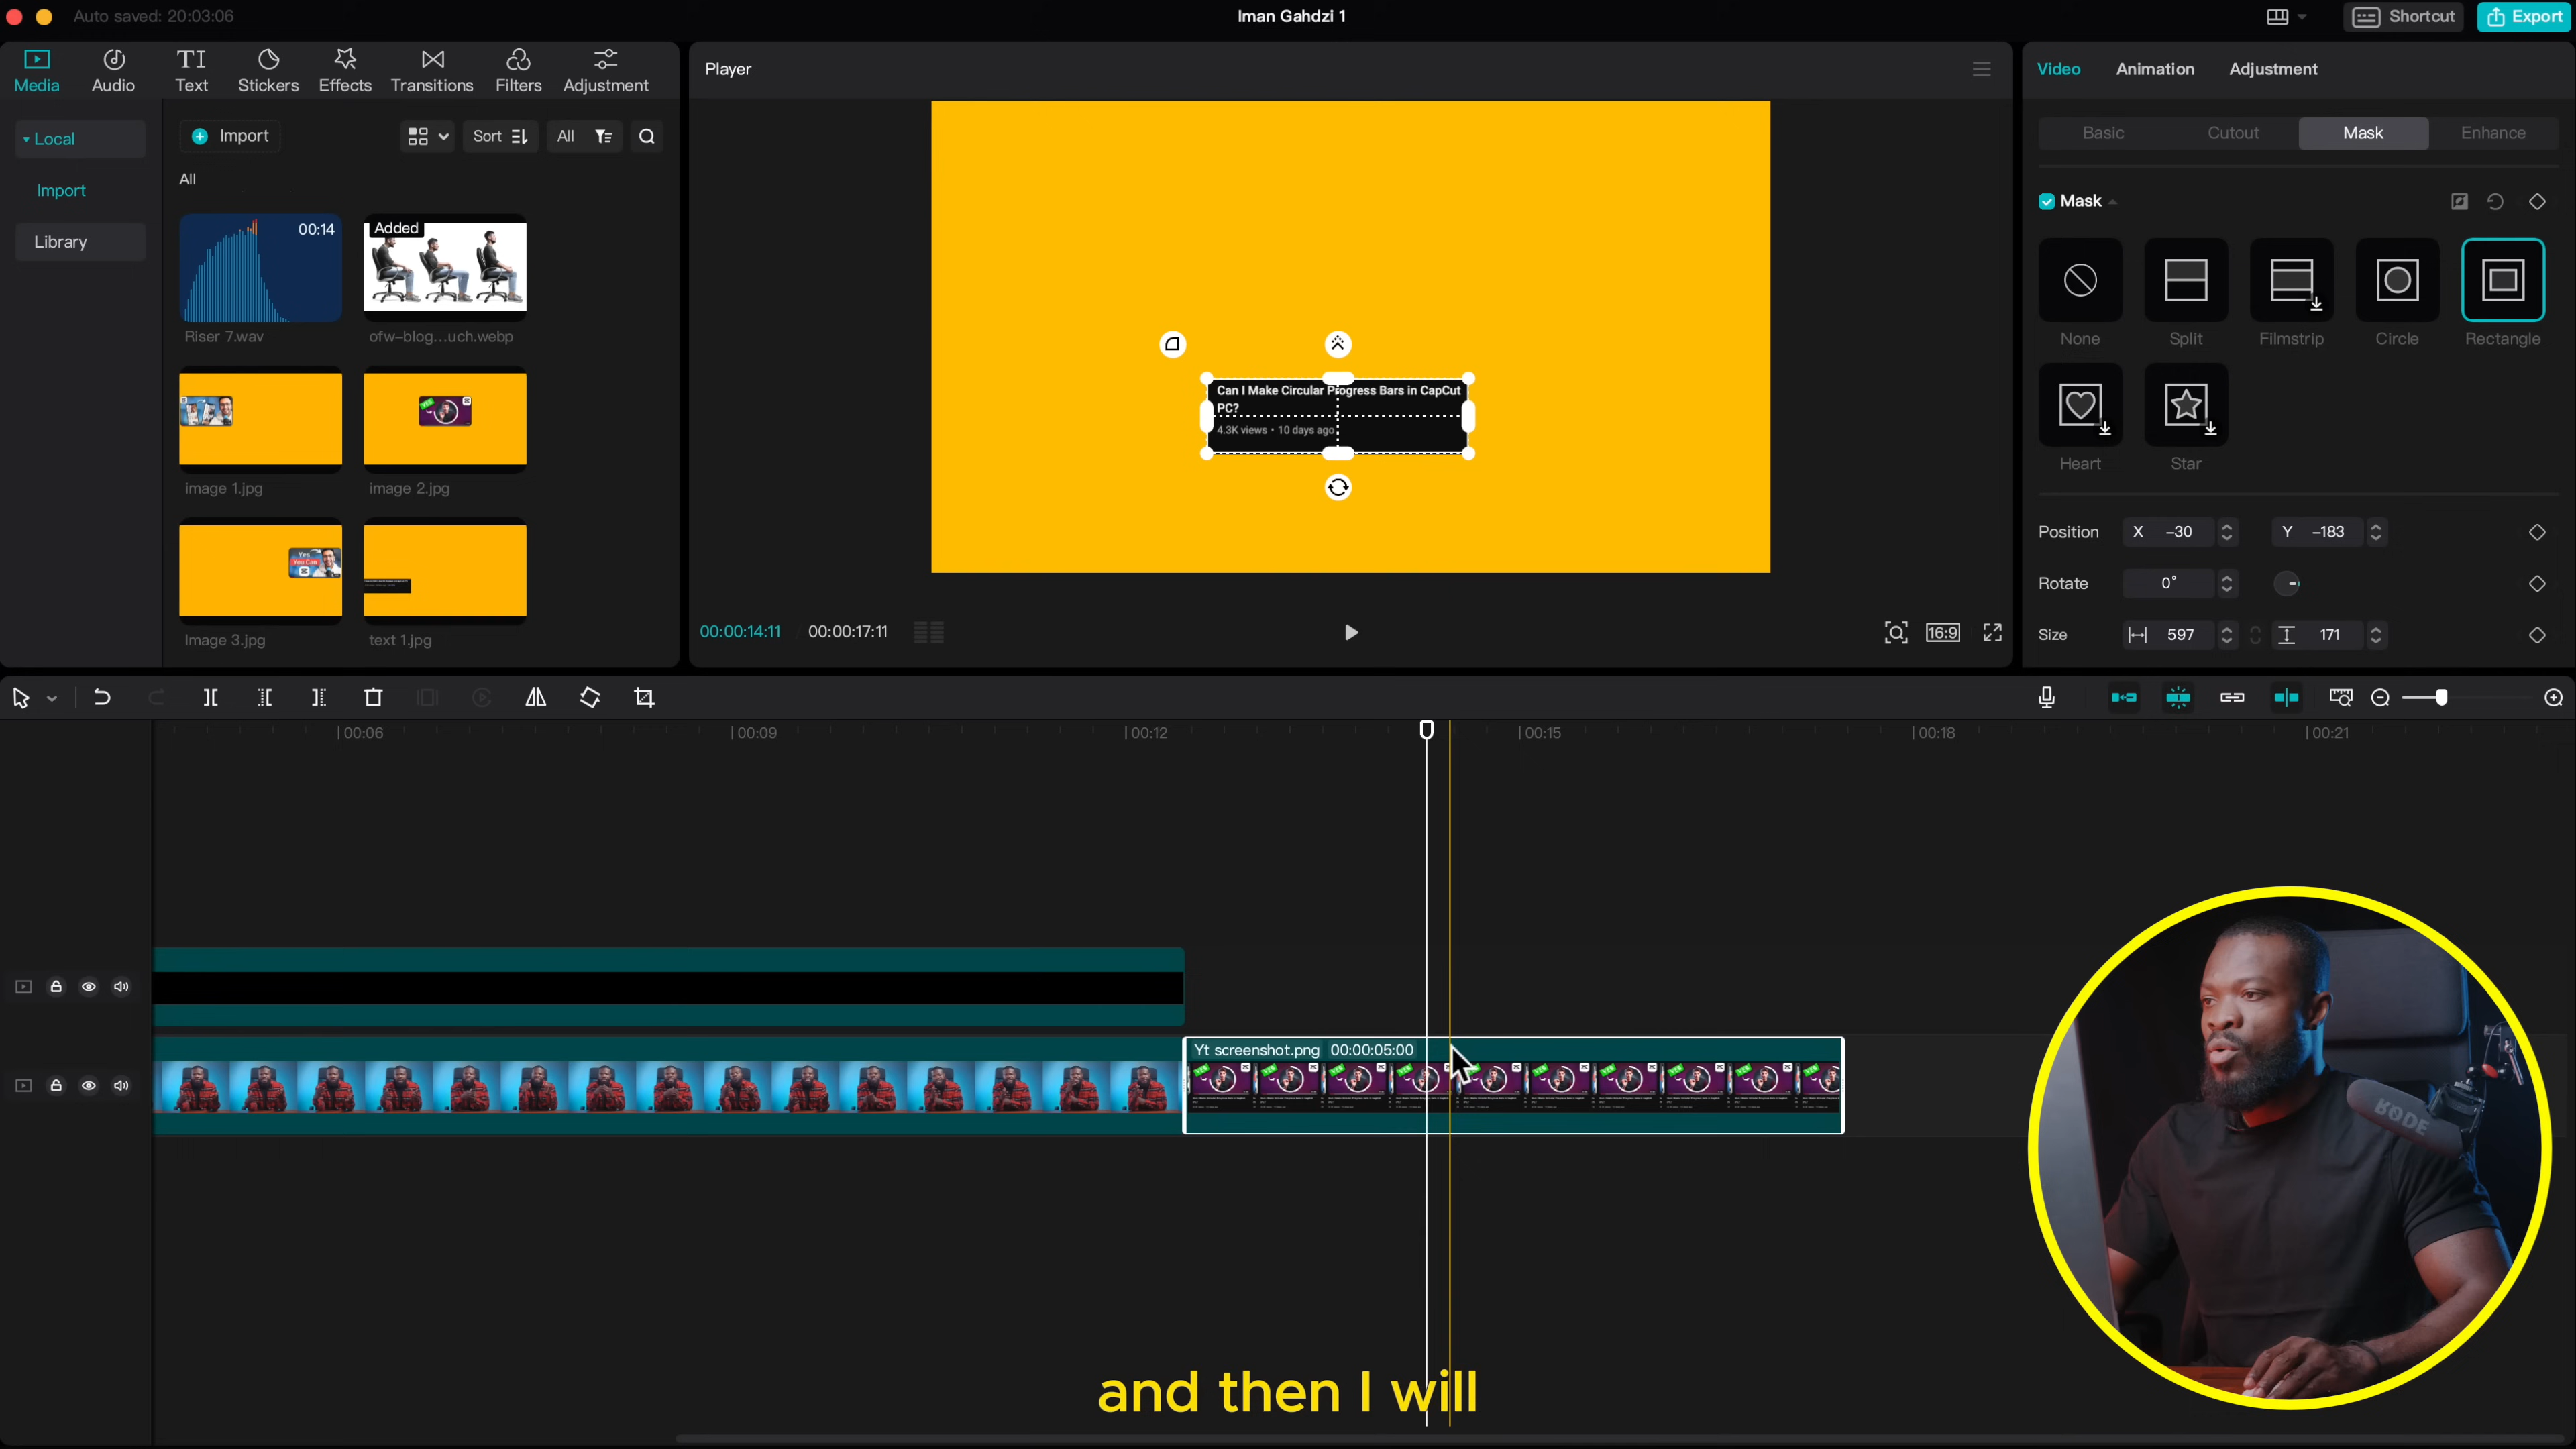 Auto saved: 20:03:06
Iman Gahdzi 1
Shortcut
Export
Media
Audio
Text
Stickers
Effects
Transitions
Filters
Adjustment
Player
Video
Animation
Adjustment
Local
Import
Library
Import
Sort
All
All
00:14
Riser 7.wav
Added
ofw-blog...uch.webp
image 1.jpg
image 2.jpg
Yes
You Can
Image 3.jpg
text 1.jpg
Can I Make Circular Progress Bars in CapCut
PC?
4.3K views • 10 days ago
00:00:14:11
00:00:17:11
16:9
Basic
Cutout
Mask
Enhance
Mask
None
Split
Filmstrip
Circle
Rectangle
Heart
Star
Position
X -30
Y -183
Rotate
0°
Size
597
171
00:06
00:09
00:12
00:15
00:18
00:21
Yt screenshot.png 00:00:05:00
RODE
and then I will